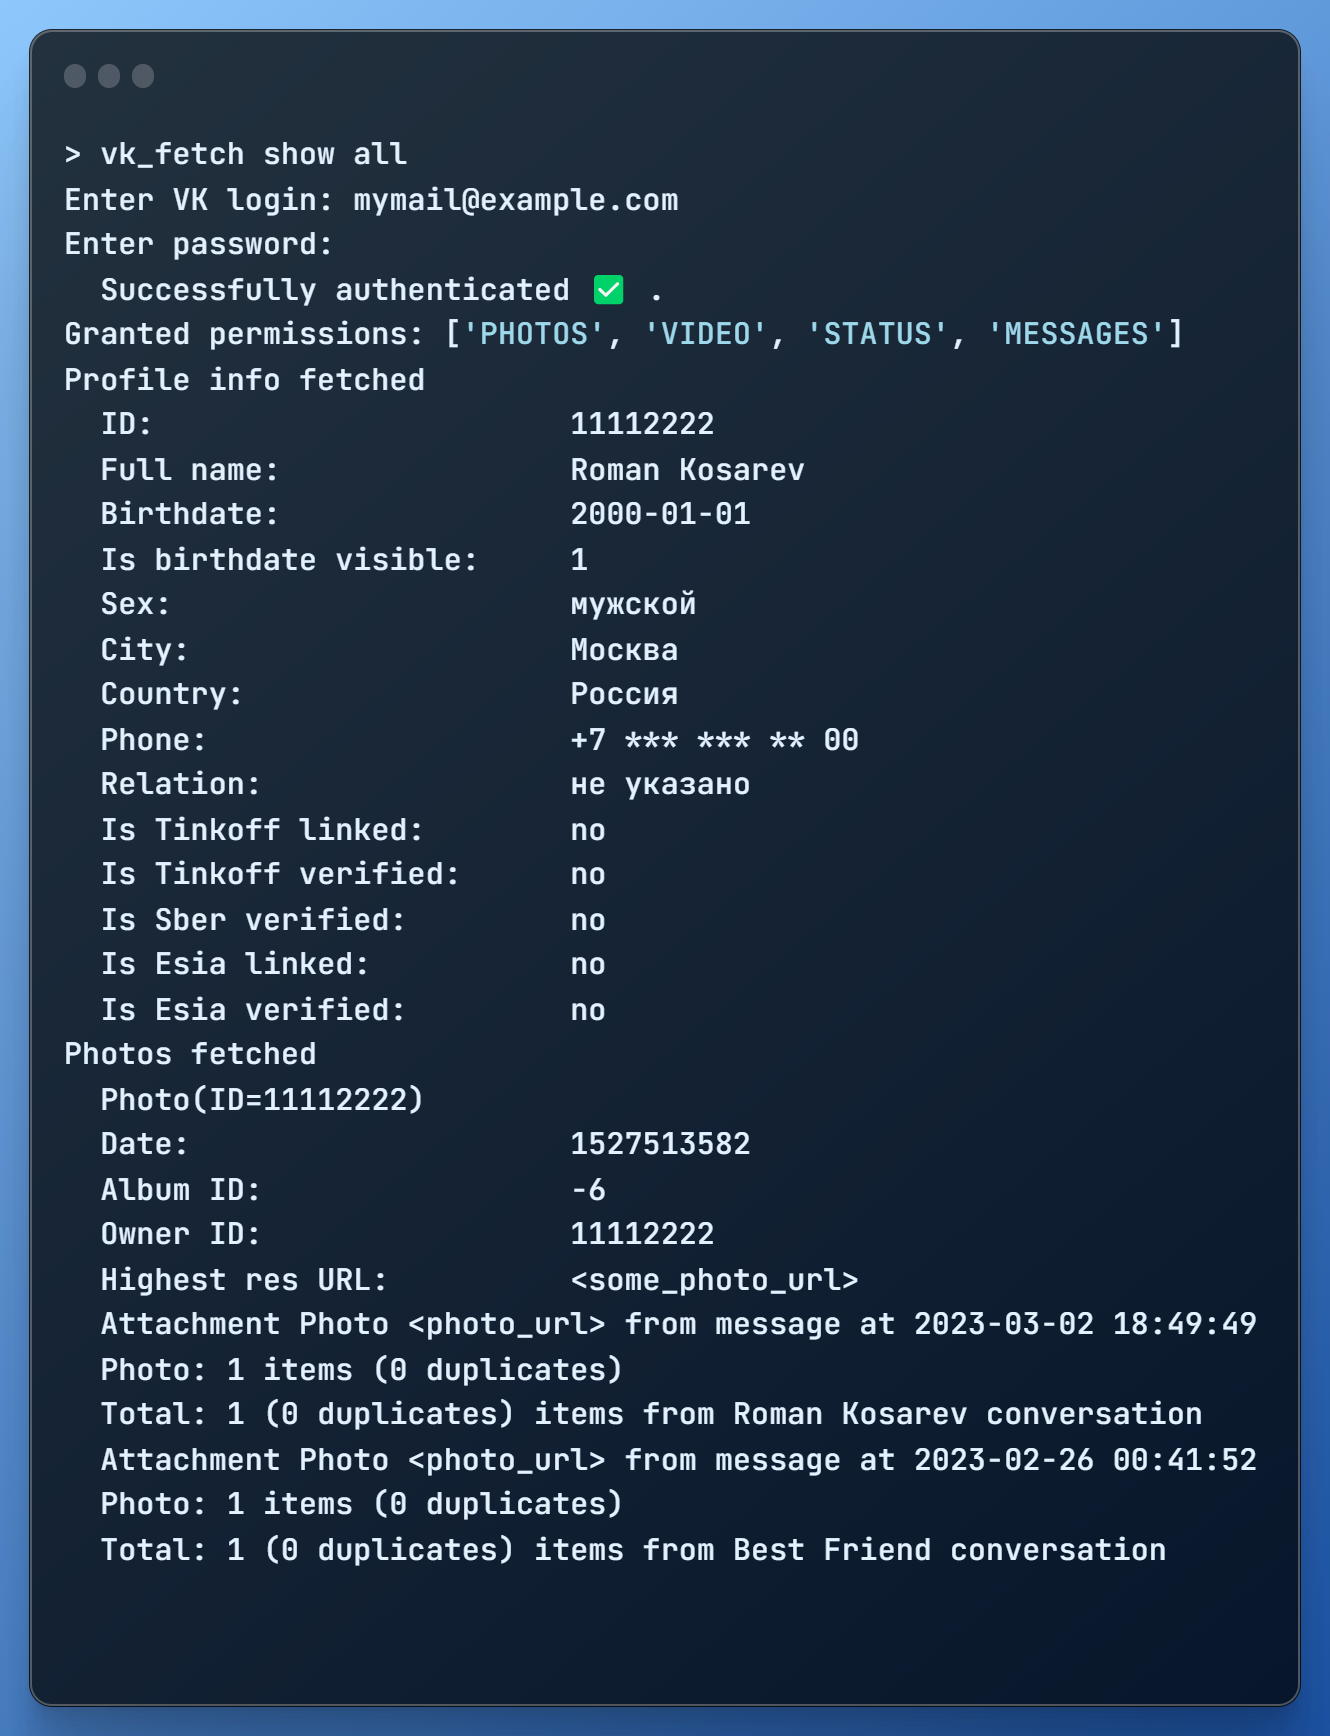 > vk_fetch show all
Enter VK login: mymail@example.com
Enter password:
Successfully authenticated ✅ .
Granted permissions: ['PHOTOS', 'VIDEO', 'STATUS', 'MESSAGES']
Profile info fetched
ID: 11112222
Full name: Roman Kosarev
Birthdate: 2000-01-01
Is birthdate visible: 1
Sex: мужской
City: Москва
Country: Россия
Phone: +7 *** *** ** 00
Relation: не указано
Is Tinkoff linked: no
Is Tinkoff verified: no
Is Sber verified: no
Is Esia linked: no
Is Esia verified: no
Photos fetched
Photo(ID=11112222)
Date: 1527513582
Album ID: -6
Owner ID: 11112222
Highest res URL: <some_photo_url>
Attachment Photo <photo_url> from message at 2023-03-02 18:49:49
Photo: 1 items (0 duplicates)
Total: 1 (0 duplicates) items from Roman Kosarev conversation
Attachment Photo <photo_url> from message at 2023-02-26 00:41:52
Photo: 1 items (0 duplicates)
Total: 1 (0 duplicates) items from Best Friend conversation